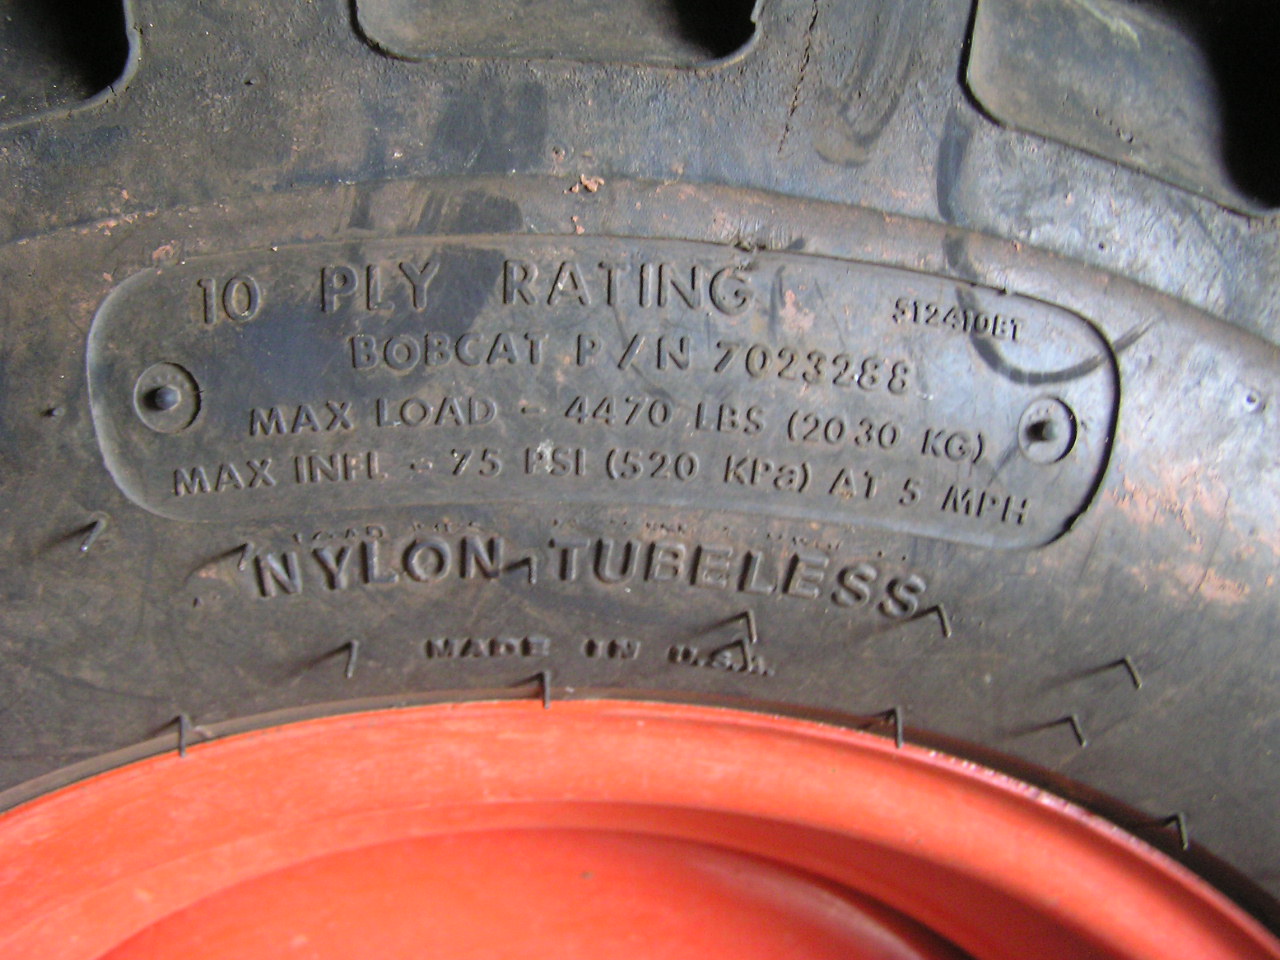 10 PLY RATING
512410BT
BOBCAT P/N 7023288
MAX LOAD - 4470 LBS (2030 KG)
MAX INFL - 75 PSI (520 KPa) AT 5 MPH
NYLON TUBELESS
MADE IN U.S.A.